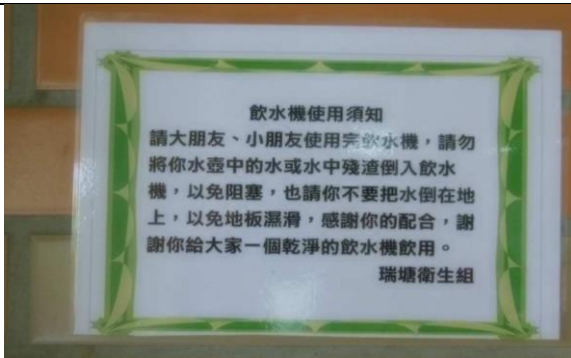 飲水機使用須知
請大朋友、小朋友使用完飲水機，請勿
將你水壺中的水或水中殘渣倒入飲水
機，以免阻塞，也請你不要把水倒在地
上，以免地板濕滑，感謝你的配合，謝
謝你給大家一個乾淨的飲水機飲用。
瑞塘衛生組